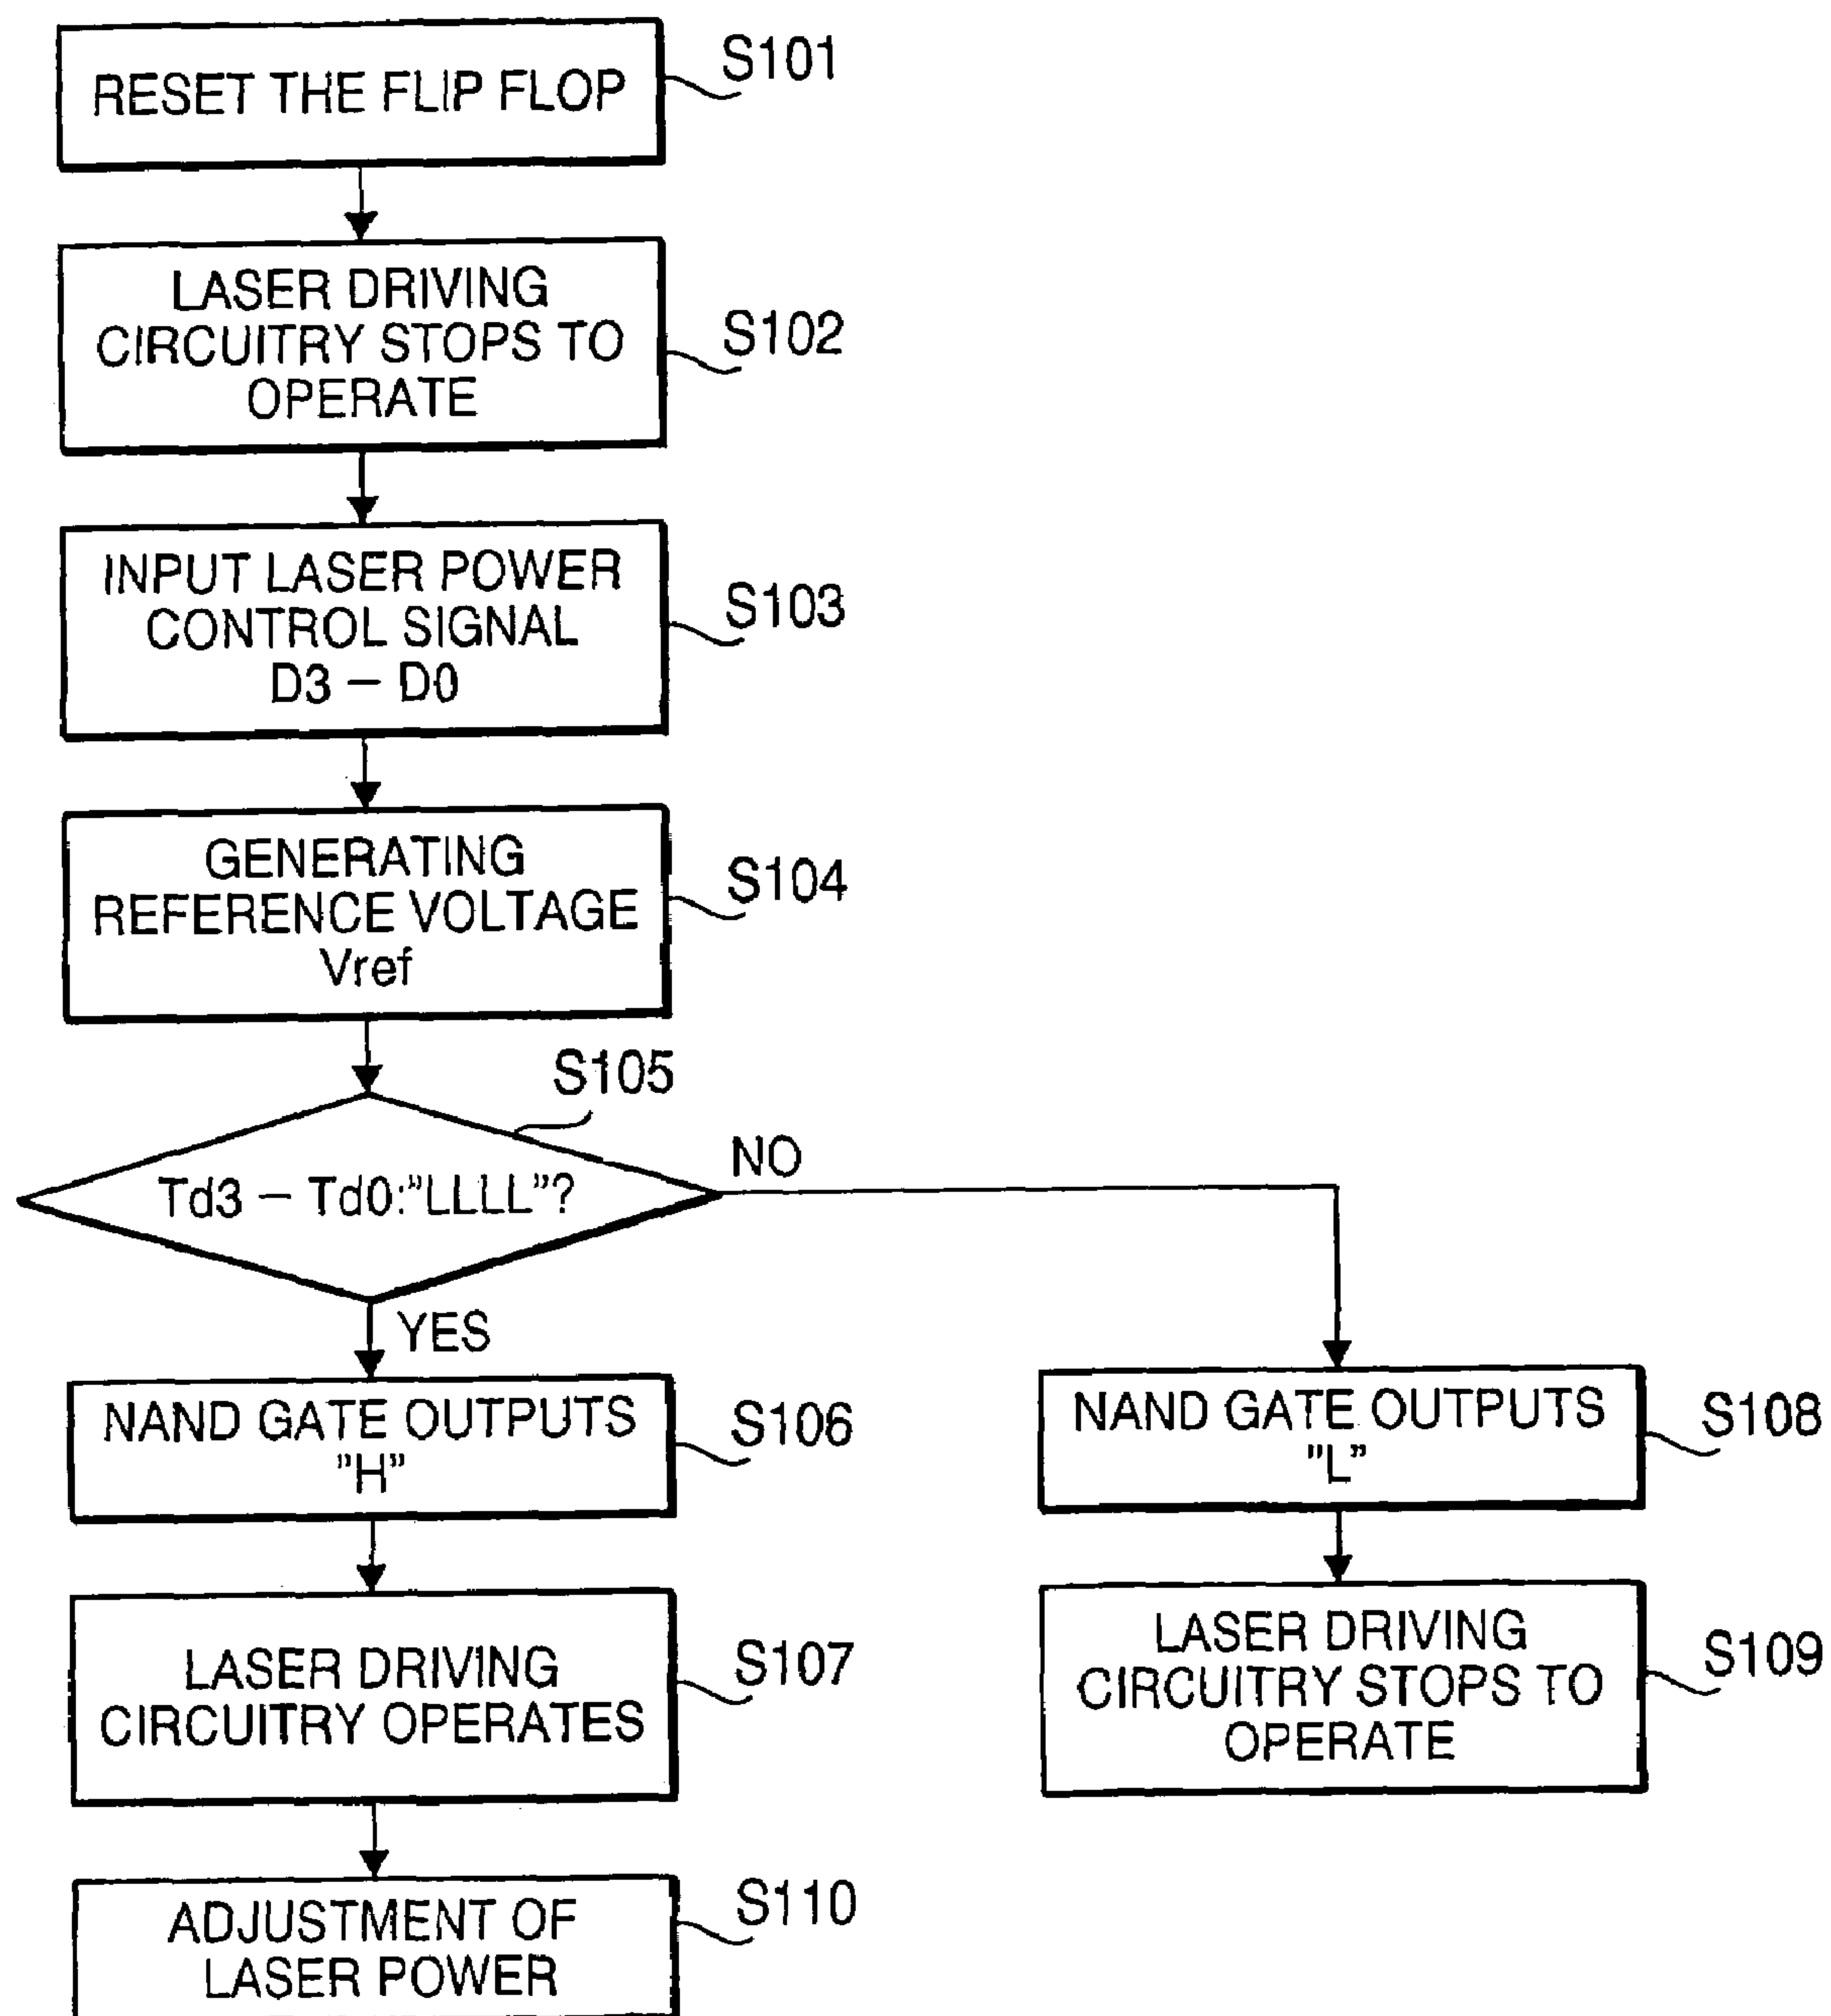 RESET THE FLIP FLOP
S101
LASER DRIVING
CIRCUITRY STOPS TO
OPERATE
S102
INPUT LASER POWER
CONTROL SIGNAL
D3 – D0
S103
GENERATING
REFERENCE VOLTAGE
Vref
S104
S105
Td3 – Td0:"LLLL"?
NO
YES
NAND GATE OUTPUTS
"H"
S106
NAND GATE OUTPUTS
"L"
S108
LASER DRIVING
CIRCUITRY OPERATES
S107
LASER DRIVING
CIRCUITRY STOPS TO
OPERATE
S109
ADJUSTMENT OF
LASER POWER
S110